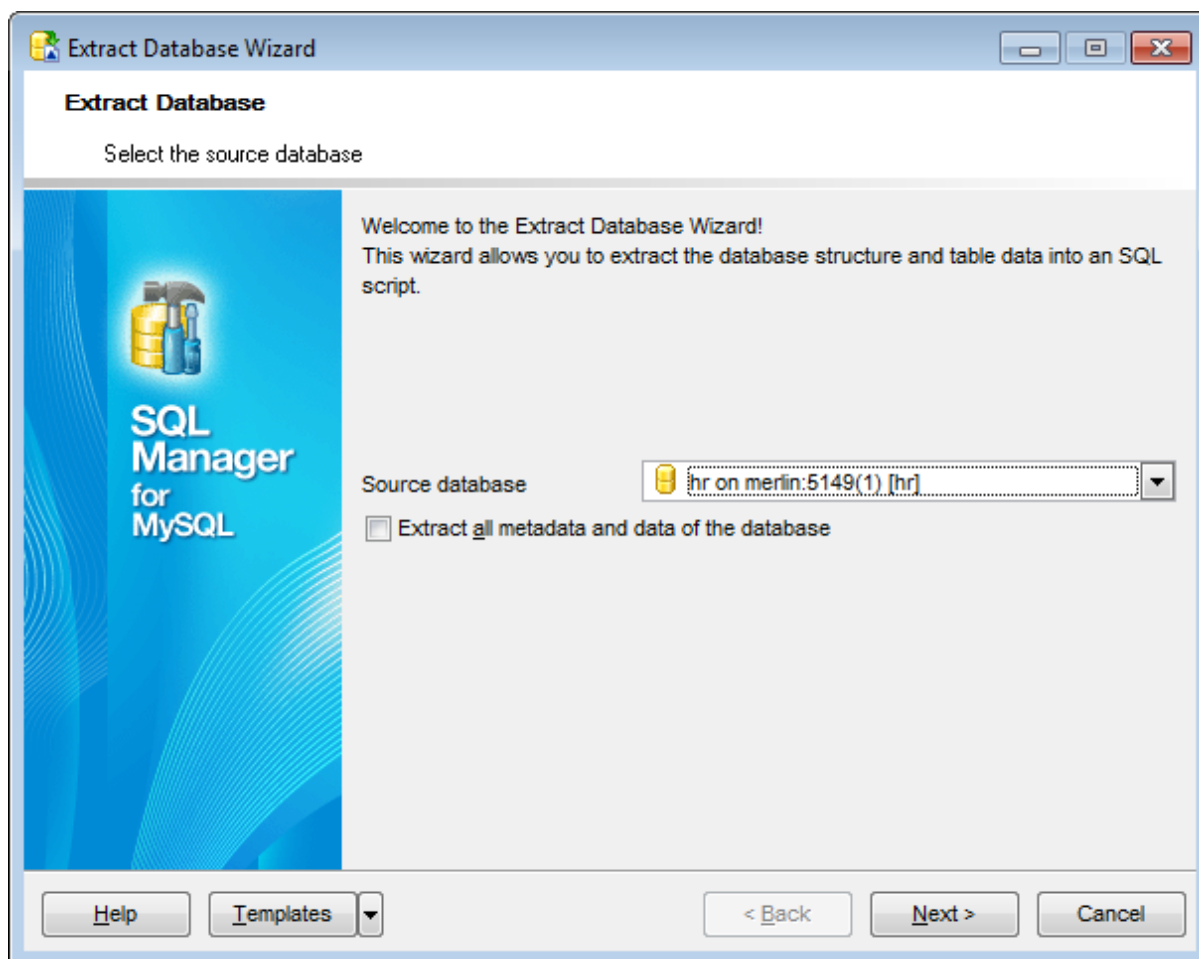 Extract Database Wizard
Extract Database
Select the source database
Welcome to the Extract Database Wizard!
This wizard allows you to extract the database structure and table data into an SQL
script.
SQL
Manager
for
MySQL
Source database
hr on merlin:5149(1) [hr]
Extract all metadata and data of the database
Help
Templates
< Back
Next >
Cancel